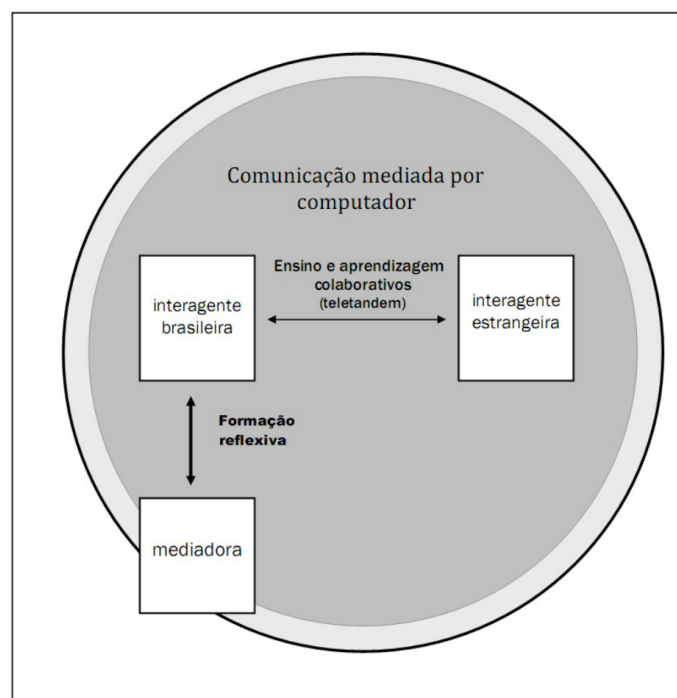 Comunicação mediada por
computador
Ensino e aprendizagem
colaborativos
(teletandem)
interagente
brasileira
interagente
estrangeira
Formação
reflexiva
mediadora